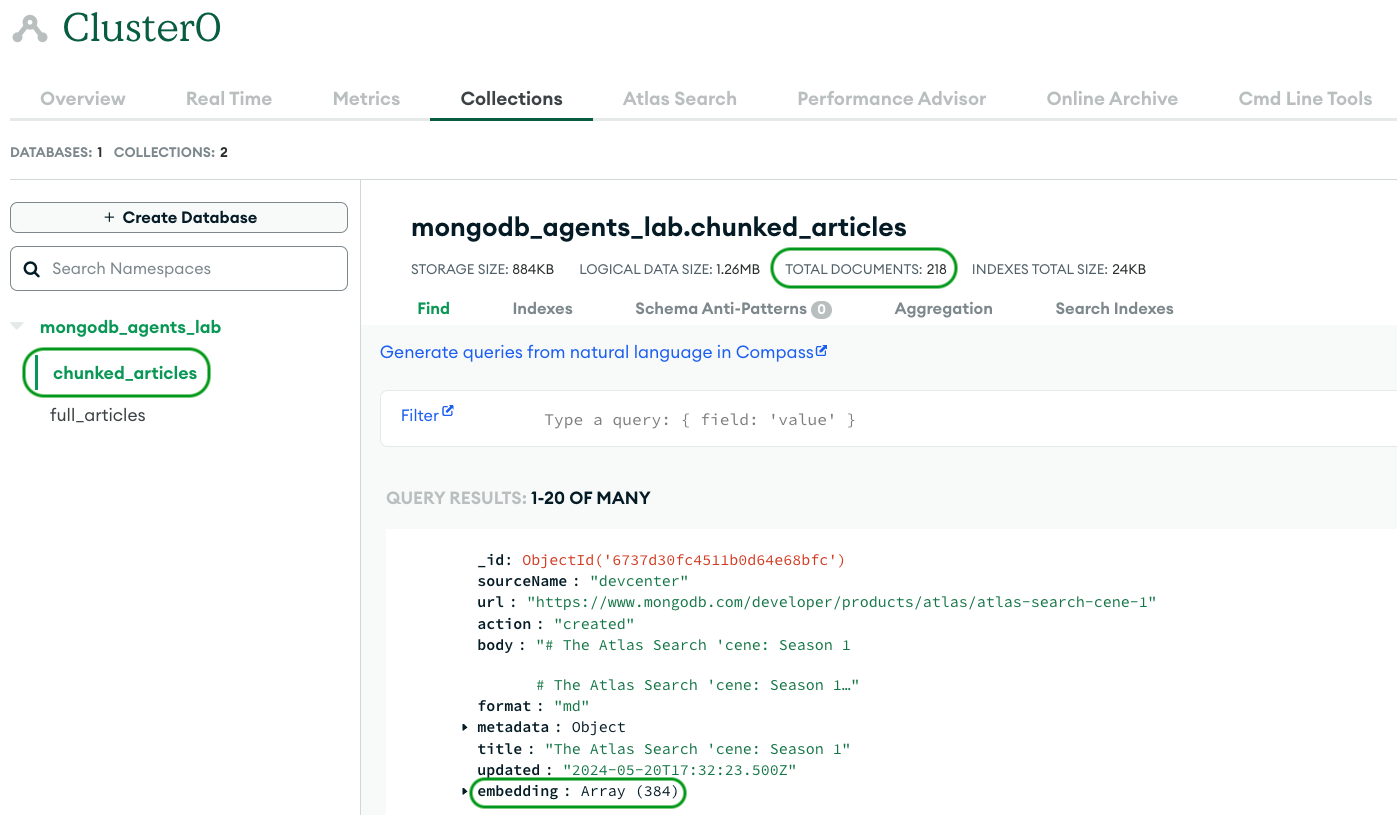 Cluster0
Overview Real Time Metrics Collections Atlas Search Performance Advisor Online Archive Cmd Line Tools
DATABASES: 1 COLLECTIONS: 2
+ Create Database
Search Namespaces
mongodb_agents_lab
chunked_articles
full_articles
mongodb_agents_lab.chunked_articles
STORAGE SIZE: 884KB LOGICAL DATA SIZE: 1.26MB TOTAL DOCUMENTS: 218 INDEXES TOTAL SIZE: 24KB
Find Indexes Schema Anti-Patterns 0 Aggregation Search Indexes
Generate queries from natural language in Compass
Filter Type a query: { field: 'value' }
QUERY RESULTS: 1-20 OF MANY
_id: ObjectId('6737d30fc4511b0d64e68bfc')
sourceName : "devcenter"
url : "https://www.mongodb.com/developer/products/atlas/atlas-search-cene-1"
action : "created"
body : "# The Atlas Search 'cene: Season 1
# The Atlas Search 'cene: Season 1…"
format : "md"
metadata : Object
title : "The Atlas Search 'cene: Season 1"
updated : "2024-05-20T17:32:23.500Z"
embedding : Array (384)